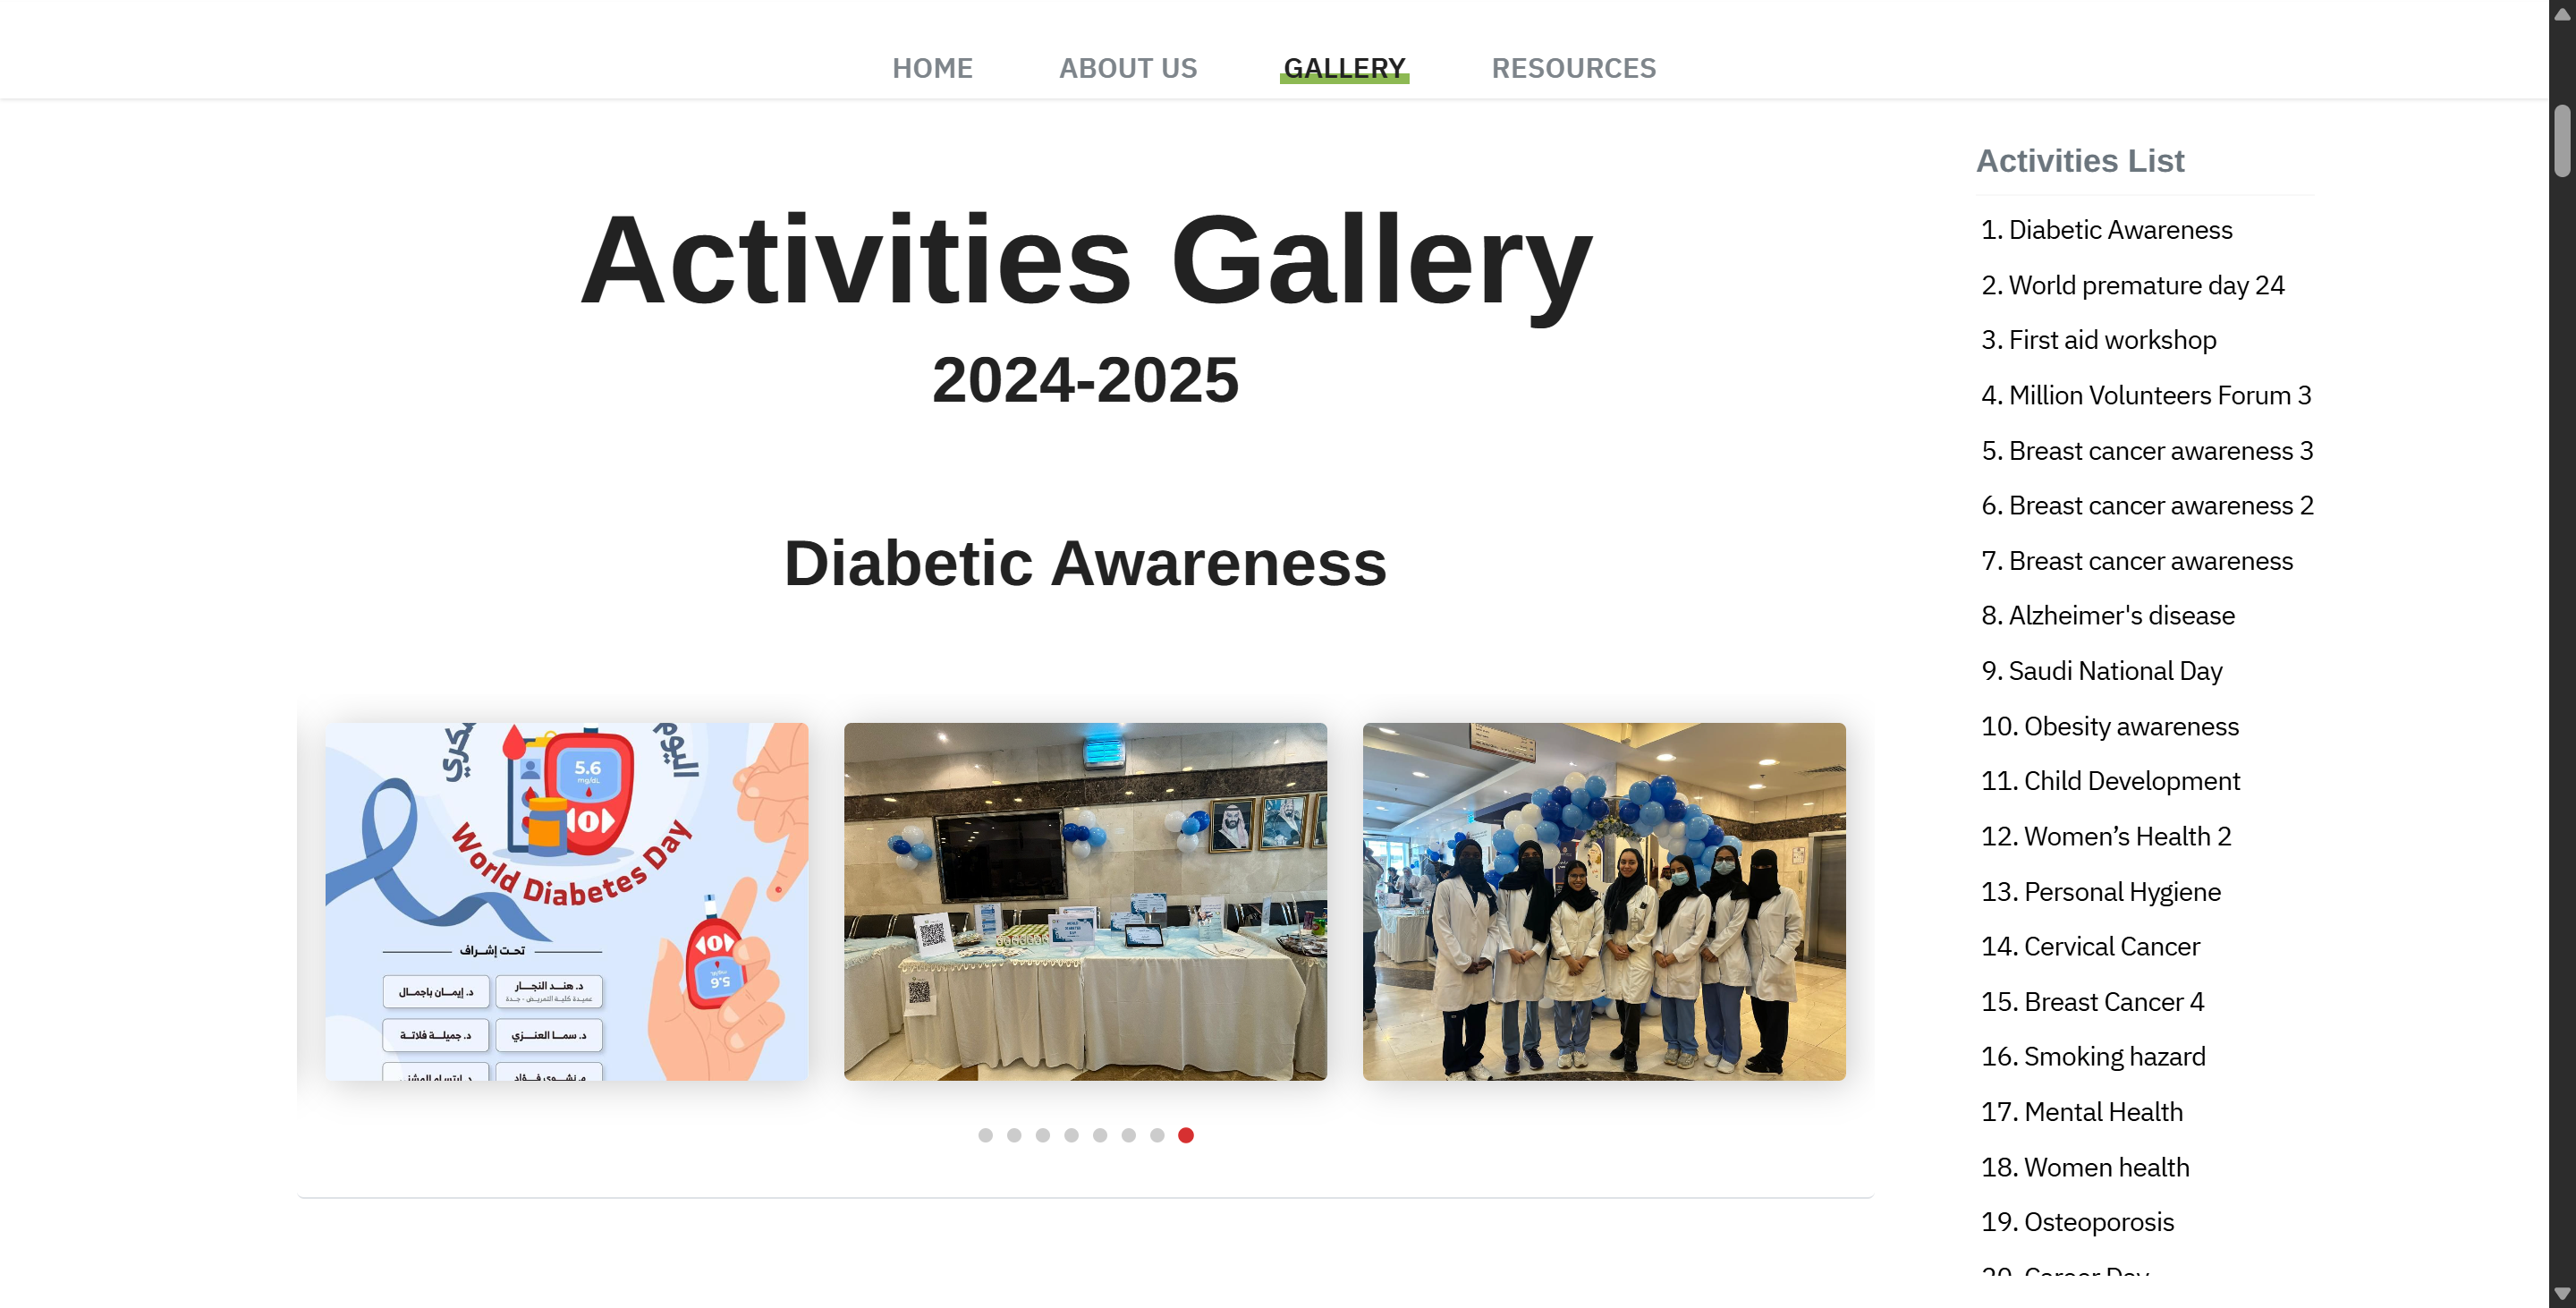 HOME ABOUT US GALLERY RESOURCES
Activities Gallery
2024-2025
Diabetic Awareness
اليوم
5.6
mg/dL
World Diabetes Day
تحت إشراف
د. هند النجار
عميدة كلية التمريض - جدة
د. إيمان باجمال
د. سما العنزي
د. جميلة فلاتة
5.6
Activities List
1. Diabetic Awareness
2. World premature day 24
3. First aid workshop
4. Million Volunteers Forum 3
5. Breast cancer awareness 3
6. Breast cancer awareness 2
7. Breast cancer awareness
8. Alzheimer's disease
9. Saudi National Day
10. Obesity awareness
11. Child Development
12. Women’s Health 2
13. Personal Hygiene
14. Cervical Cancer
15. Breast Cancer 4
16. Smoking hazard
17. Mental Health
18. Women health
19. Osteoporosis
20. Career Day